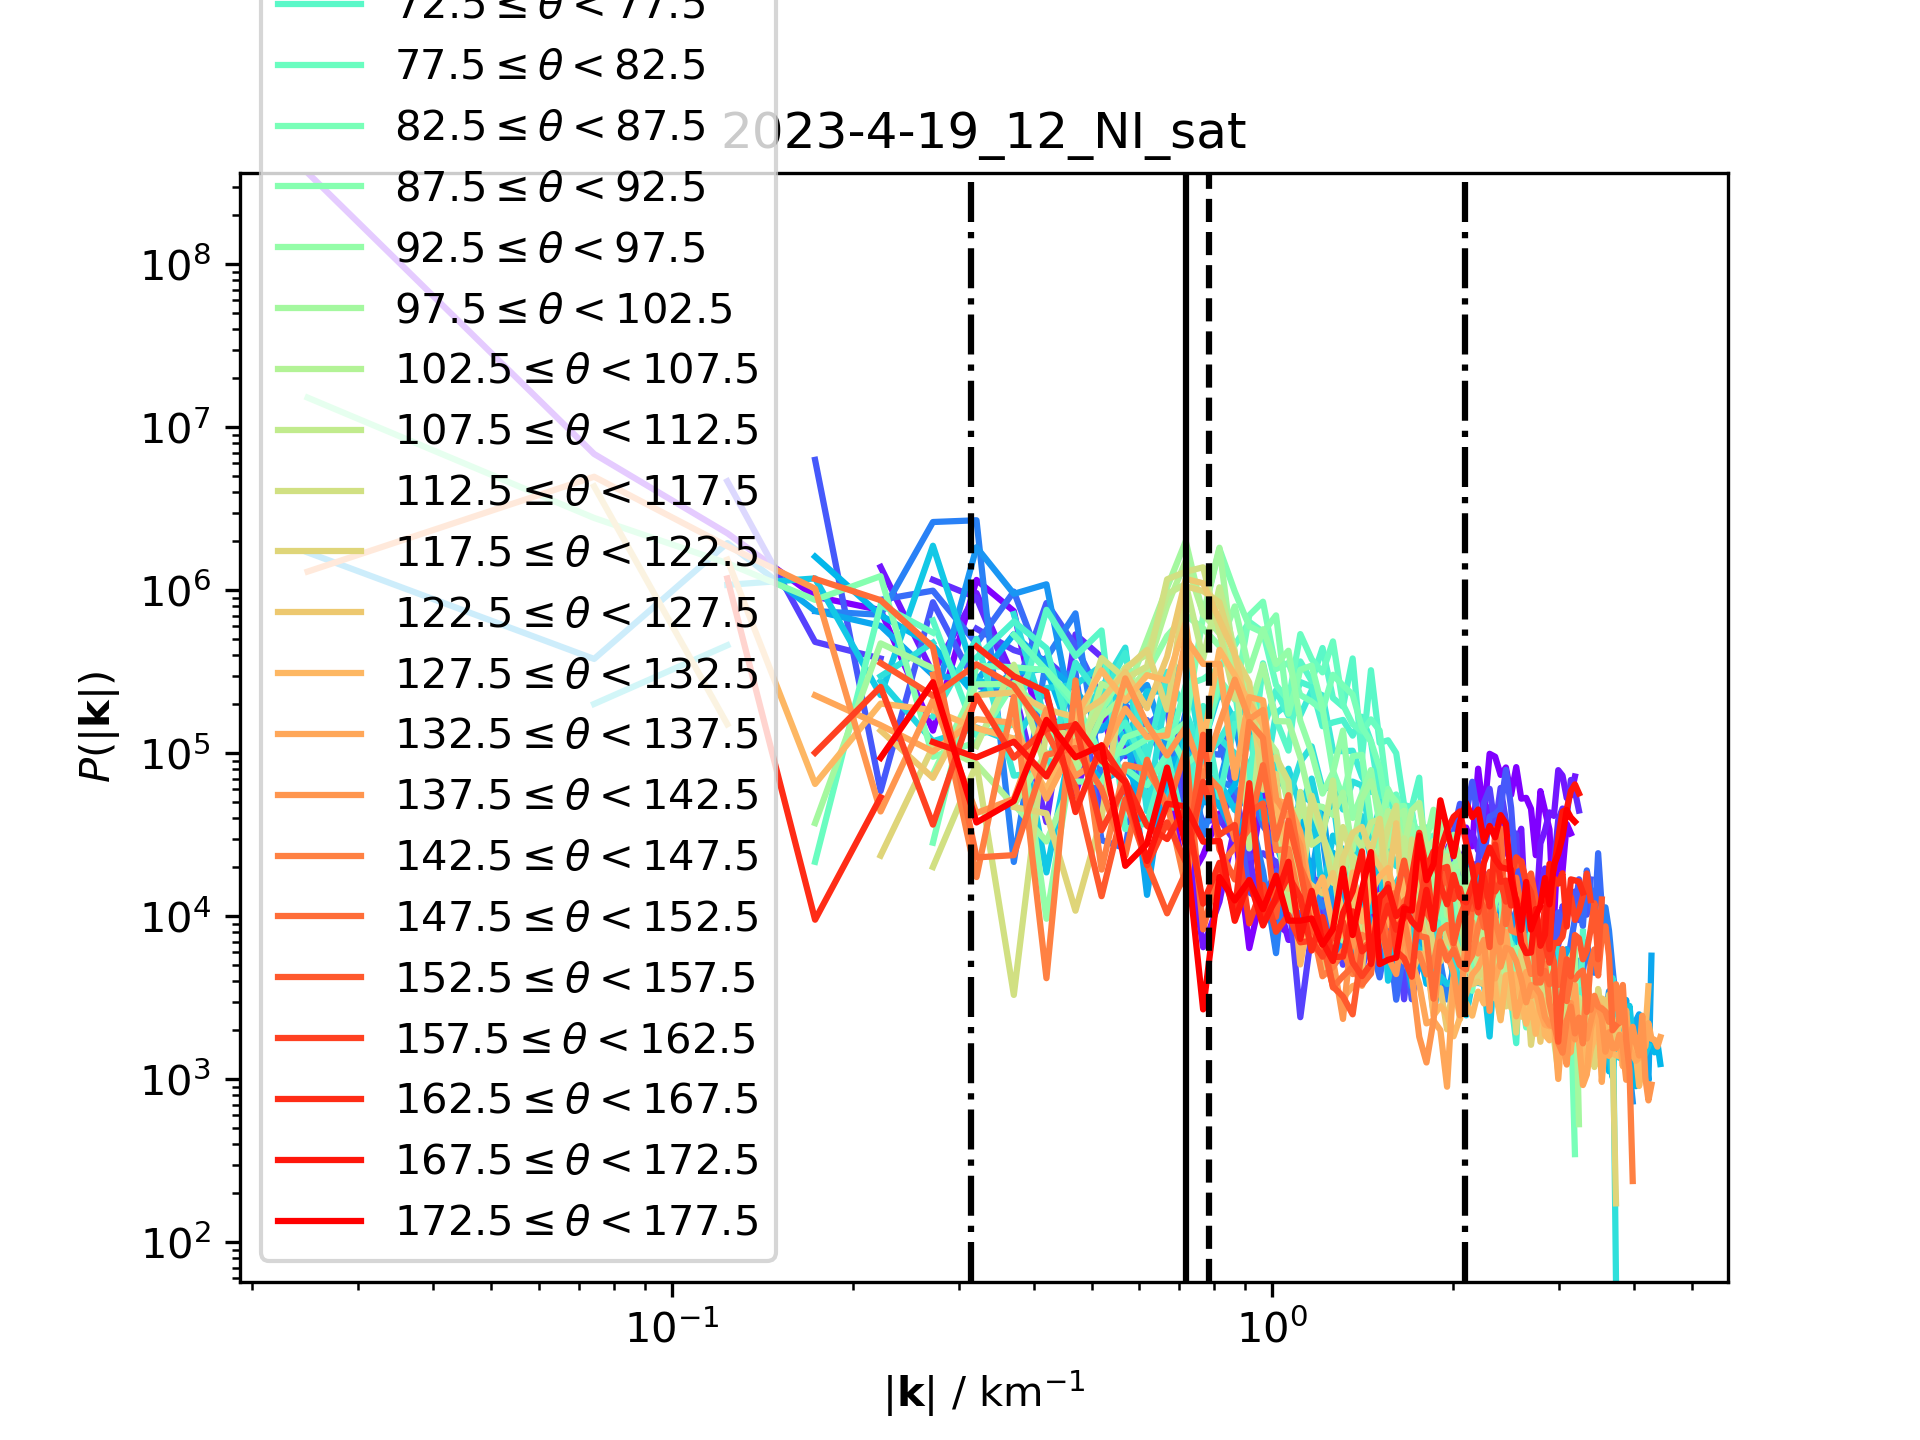 72.5 ≤ θ < 77.5
77.5 ≤ θ < 82.5
82.5 ≤ θ < 87.5
2023-4-19_12_NI_sat
87.5 ≤ θ < 92.5
92.5 ≤ θ < 97.5
97.5 ≤ θ < 102.5
102.5 ≤ θ < 107.5
107.5 ≤ θ < 112.5
112.5 ≤ θ < 117.5
117.5 ≤ θ < 122.5
122.5 ≤ θ < 127.5
127.5 ≤ θ < 132.5
132.5 ≤ θ < 137.5
137.5 ≤ θ < 142.5
142.5 ≤ θ < 147.5
147.5 ≤ θ < 152.5
152.5 ≤ θ < 157.5
157.5 ≤ θ < 162.5
162.5 ≤ θ < 167.5
167.5 ≤ θ < 172.5
172.5 ≤ θ < 177.5
10⁸
10⁷
10⁶
10⁵
10⁴
10³
10²
P(|k|)
10⁻¹ 10⁰
|k| / km⁻¹